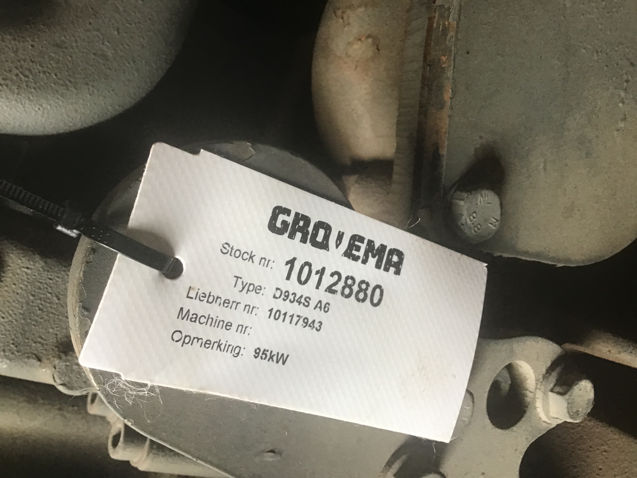 GROVEMA
Stock nr: 1012880
Type: D934S A6
Liebherr nr: 10117943
Machine nr:
Opmerking: 95kW